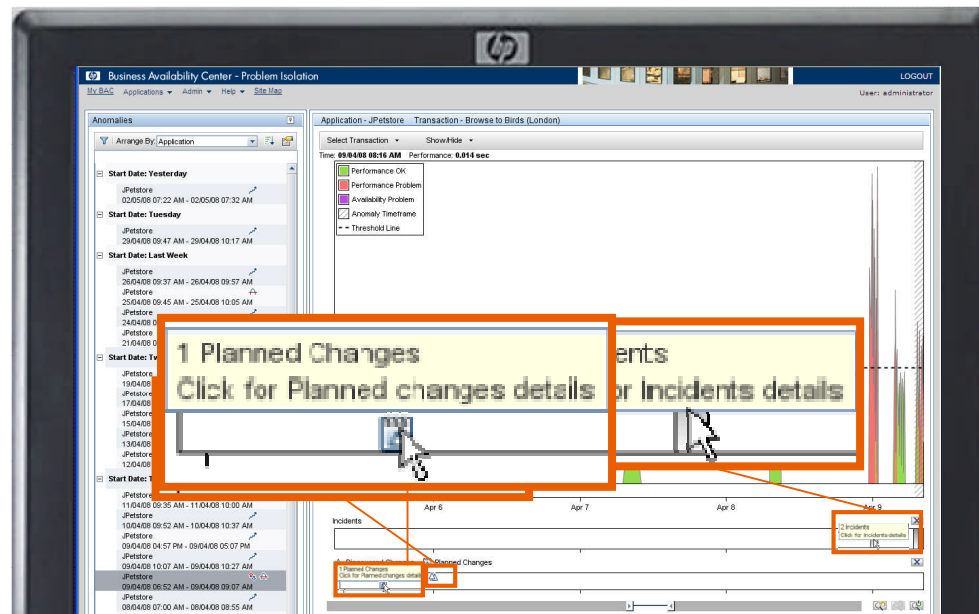 hp
Business Availability Center - Problem Isolation
LOGOUT
My BAC Applications Admin Help Site Map
User: administrator
Anomalies
Arrange By: Application
Start Date: Yesterday
JPetstore
02/05/08 07:22 AM - 02/05/08 07:32 AM
Start Date: Tuesday
JPetstore
29/04/08 09:47 AM - 29/04/08 10:17 AM
Start Date: Last Week
JPetstore
26/04/08 09:37 AM - 26/04/08 09:57 AM
JPetstore
25/04/08 09:45 AM - 25/04/08 10:05 AM
JPetstore
24/04/08
JPetstore
21/04/08
Start Date:
JPetstore
19/04/08
JPetstore
17/04/08
JPetstore
15/04/08
JPetstore
13/04/08
JPetstore
12/04/08
Start Date:
JPetstore
11/04/08 09:35 AM - 11/04/08 10:00 AM
JPetstore
10/04/08 09:52 AM - 10/04/08 10:37 AM
JPetstore
09/04/08 04:57 PM - 09/04/08 05:07 PM
JPetstore
09/04/08 10:07 AM - 09/04/08 10:27 AM
JPetstore
09/04/08 06:52 AM - 09/04/08 09:07 AM
JPetstore
08/04/08 07:00 AM - 08/04/08 08:55 AM
Application - JPetstore Transaction - Browse to Birds (London)
Select Transaction Show/Hide
Time: 09/04/08 08:16 AM Performance: 0.014 sec
Performance OK
Performance Problem
Availability Problem
Anomaly Timeframe
Threshold Line
1 Planned Changes
Click for Planned changes details
ents
or Incidents details
Apr 6 Apr 7 Apr 8 Apr 9
Incidents
2 Incidents
Click for Incidents details
Planned Changes
1 Planned Changes
Click for Planned changes detail